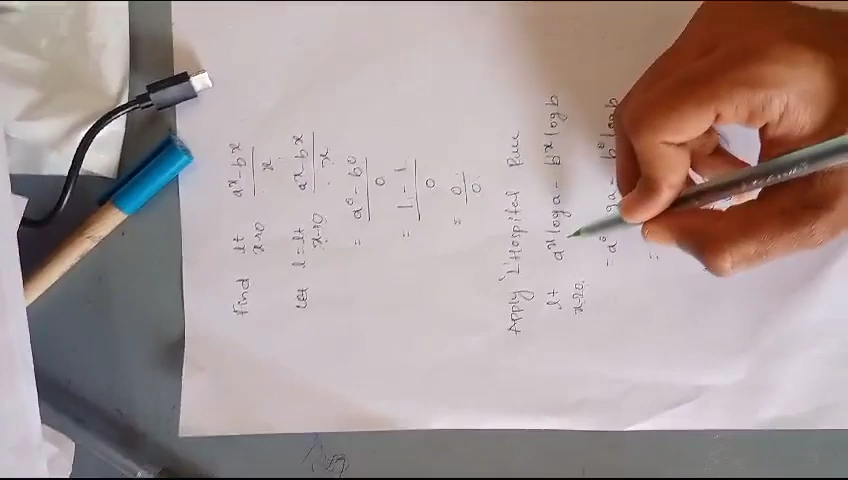 Find lt x→0 a^x - b^x / x
Let l = lt x→0 a^x b^x / x
= a^0 - b^0 / 0
= 1 - 1 / 0
= 0 / 0
Apply 'L' Hospital Rule
lt x→0 a^x log a - b^x log b
= a^0 - b^0 log b
=